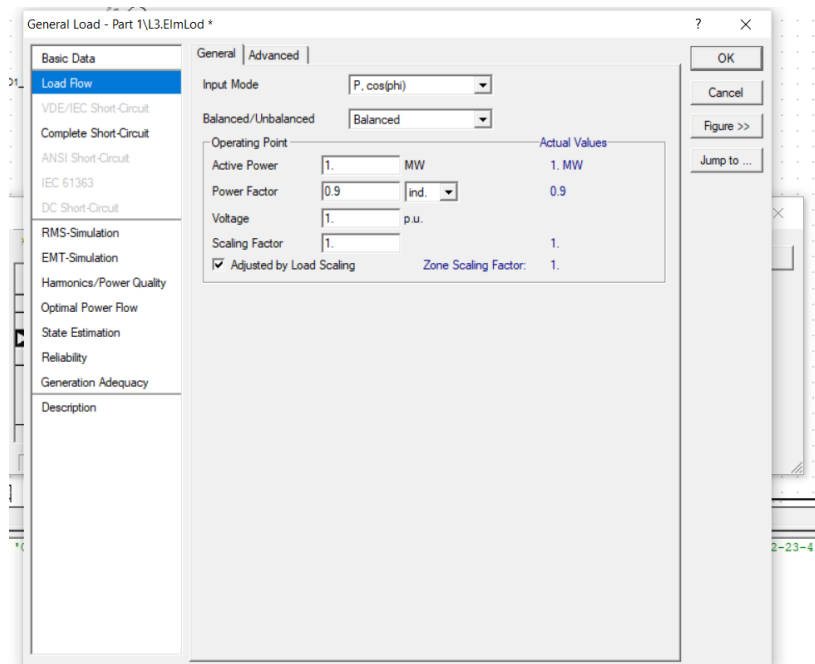 General Load - Part 1\L3.ElmLod *
?
Basic Data
Load Flow
VDE/IEC Short-Circuit
Complete Short-Circuit
ANSI Short-Circuit
IEC 61363
DC Short-Circuit
RMS-Simulation
EMT-Simulation
Harmonics/Power Quality
Optimal Power Flow
State Estimation
Reliability
Generation Adequacy
Description
General
Advanced
Input Mode
P, cos(phi)
Balanced/Unbalanced
Balanced
Operating Point
Actual Values
Active Power
1.
MW
1. MW
Power Factor
0.9
ind.
0.9
Voltage
1.
p.u.
Scaling Factor
1.
1.
Adjusted by Load Scaling
Zone Scaling Factor:
1.
OK
Cancel
Figure >>
Jump to ...
2-23-4